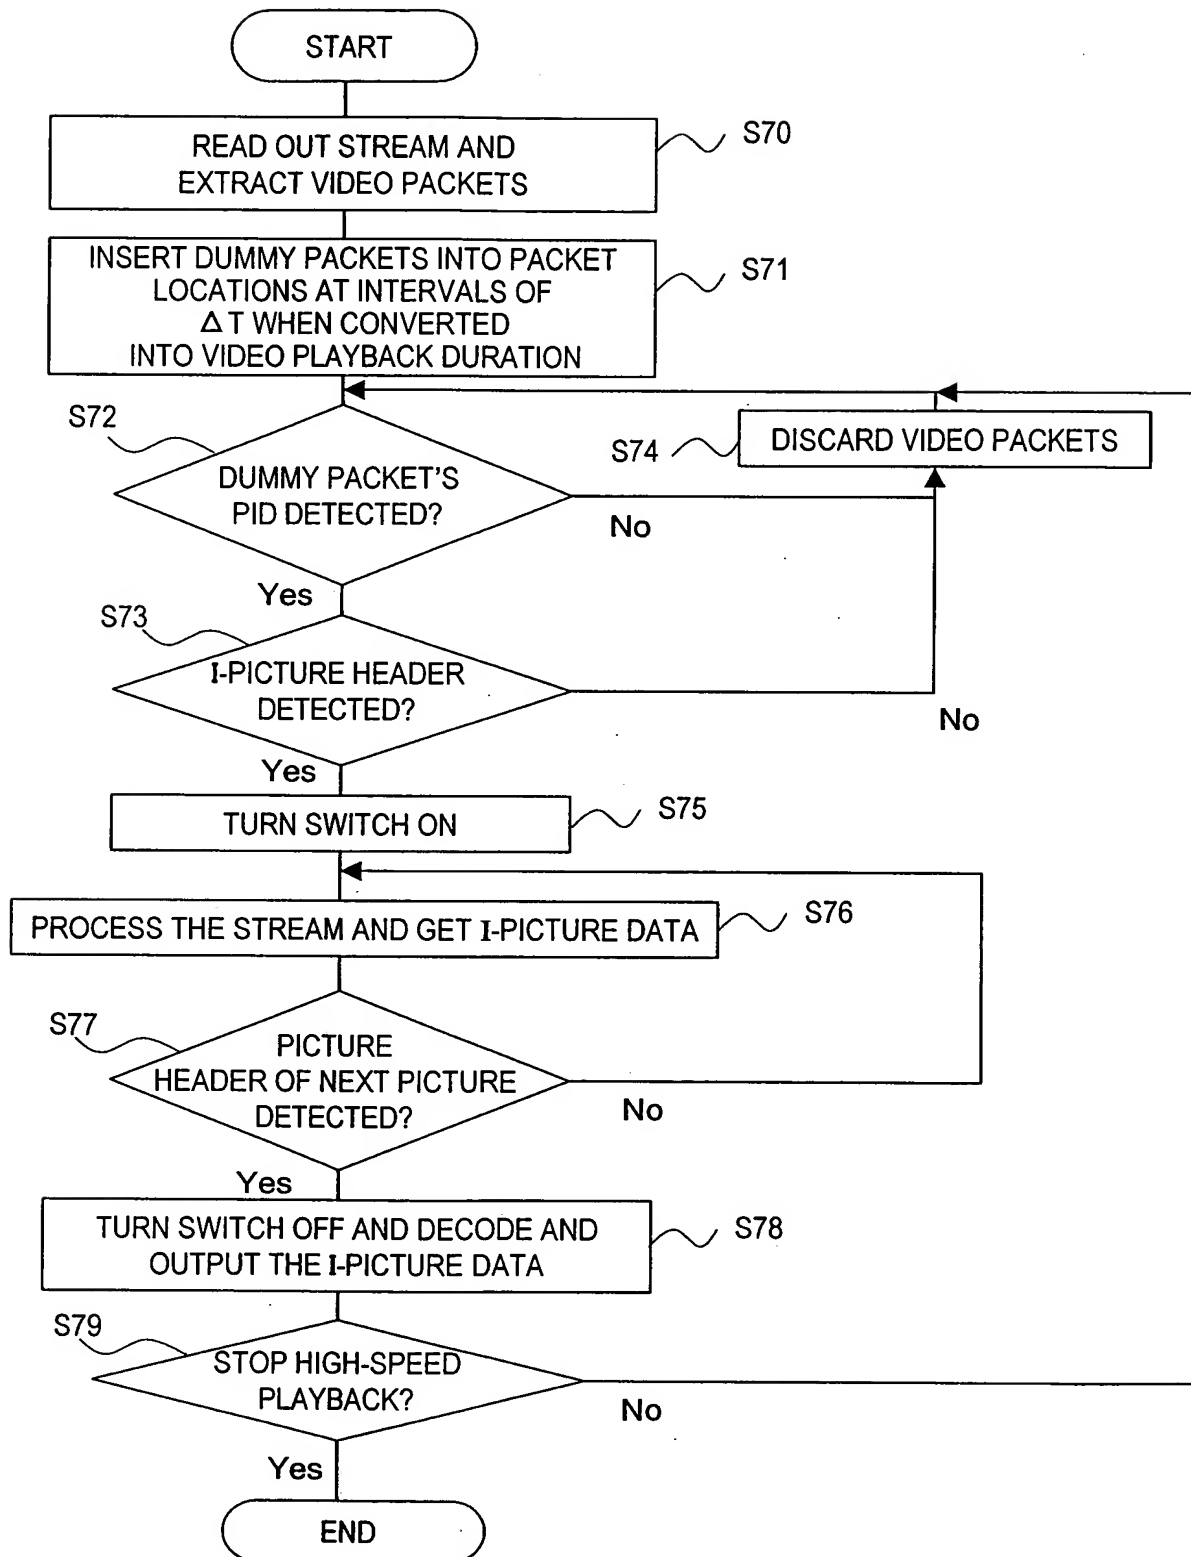 START
READ OUT STREAM AND
EXTRACT VIDEO PACKETS
S70
INSERT DUMMY PACKETS INTO PACKET
LOCATIONS AT INTERVALS OF
ΔT WHEN CONVERTED
INTO VIDEO PLAYBACK DURATION
S71
S72
DUMMY PACKET'S
PID DETECTED?
No
Yes
S74
DISCARD VIDEO PACKETS
S73
I-PICTURE HEADER
DETECTED?
No
Yes
TURN SWITCH ON
S75
PROCESS THE STREAM AND GET I-PICTURE DATA
S76
S77
PICTURE
HEADER OF NEXT PICTURE
DETECTED?
No
Yes
TURN SWITCH OFF AND DECODE AND
OUTPUT THE I-PICTURE DATA
S78
S79
STOP HIGH-SPEED
PLAYBACK?
No
Yes
END